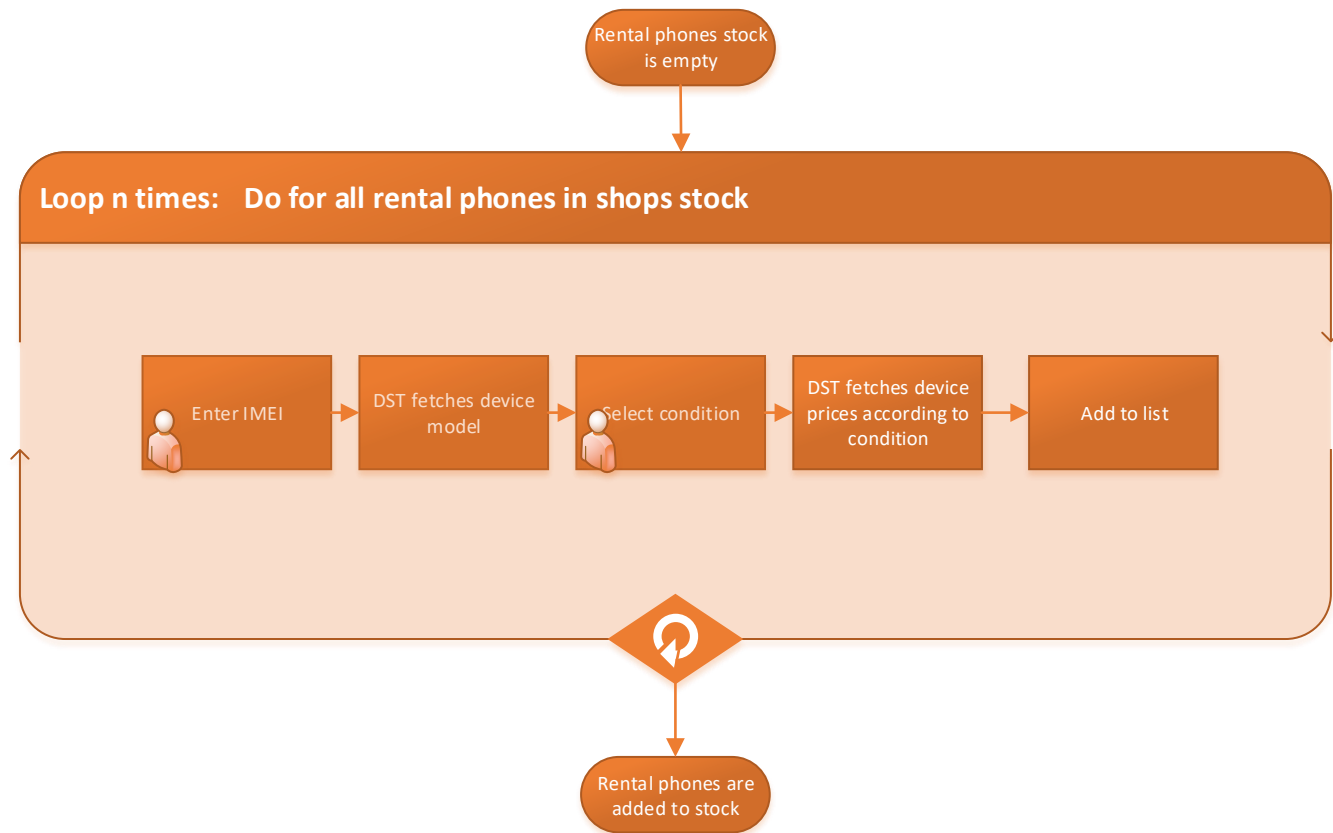 Rental phones stock
is empty
Loop n times: Do for all rental phones in shops stock
Enter IMEI
DST fetches device
model
Select condition
DST fetches device
prices according to
condition
Add to list
Rental phones are
added to stock